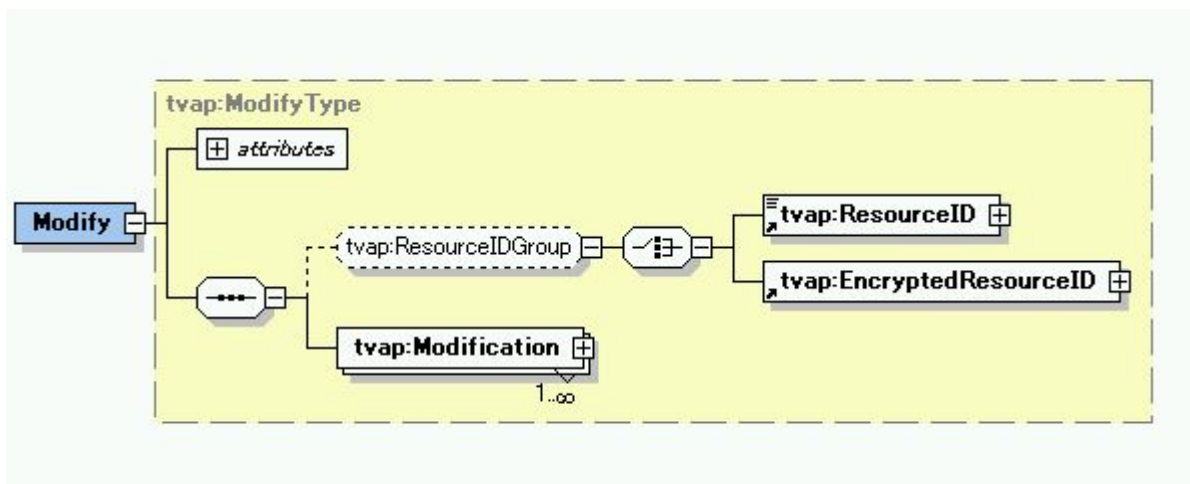 tvap:ModifyType
attributes
Modify
tvap:ResourceIDGroup
tvap:ResourceID
tvap:EncryptedResourceID
tvap:Modification
1..∞